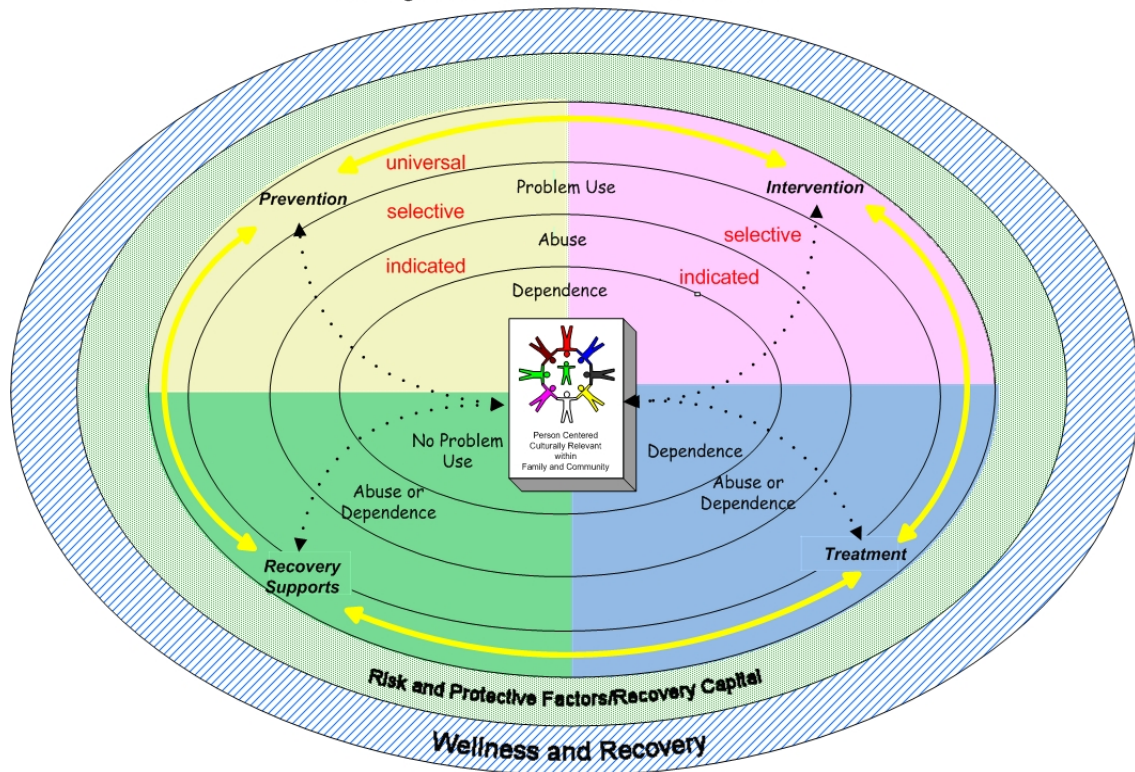 universal
Problem Use
Prevention
Intervention
selective
Abuse
selective
indicated
indicated
Dependence
Person Centered
Culturally Relevant
within
Family and Community
No Problem
Use
Dependence
Abuse or
Dependence
Abuse or
Dependence
Recovery
Supports
Treatment
Risk and Protective Factors/Recovery Capital
Wellness and Recovery